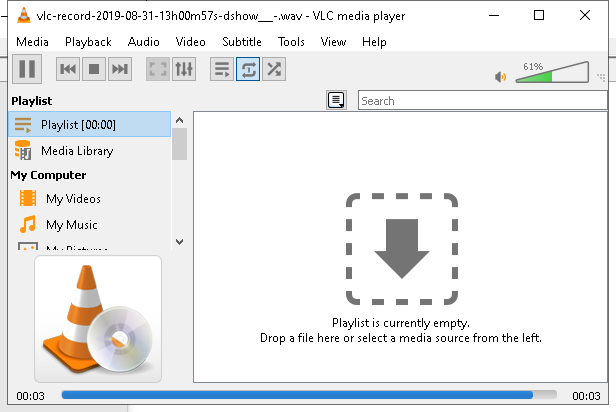 vlc-record-2019-08-31-13h00m57s-dshow___-.wav - VLC media player
Media Playback Audio Video Subtitle Tools View Help
61%
Playlist
Search
Playlist [00:00]
Media Library
My Computer
My Videos
My Music
My Pictures
Playlist is currently empty.
Drop a file here or select a media source from the left.
00:03 00:03